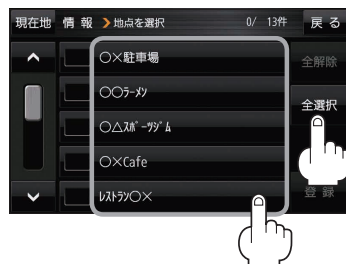 現在地 情 報 ❯地点を選択 0/ 13件 戻 る
○×駐車場 全解除
○○ラーメン
全選択
○△ｽﾎﾟｰﾂｼﾞﾑ
○×Cafe
ﾚｽﾄﾗﾝ○× 登 録